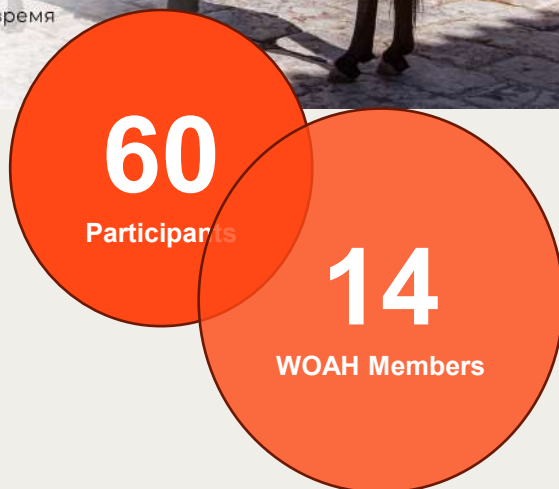 время
60
Participants
14
WOAH Members